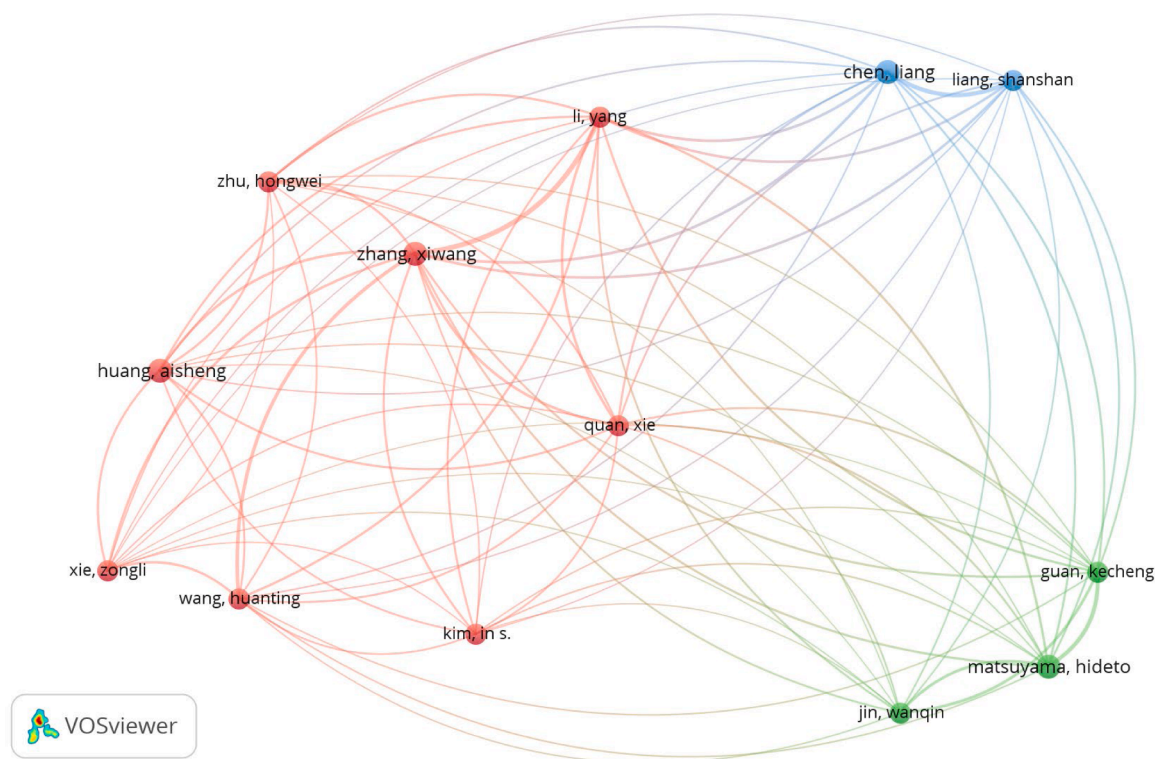 chen, liang
liang, shanshan
li, yang
zhu, hongwei
zhang, xiwang
huang, aisheng
quan, xie
xie, zongli
guan, kecheng
wang, huanting
kim, in s.
matsuyama, hideto
jin, wanqin
VOSviewer